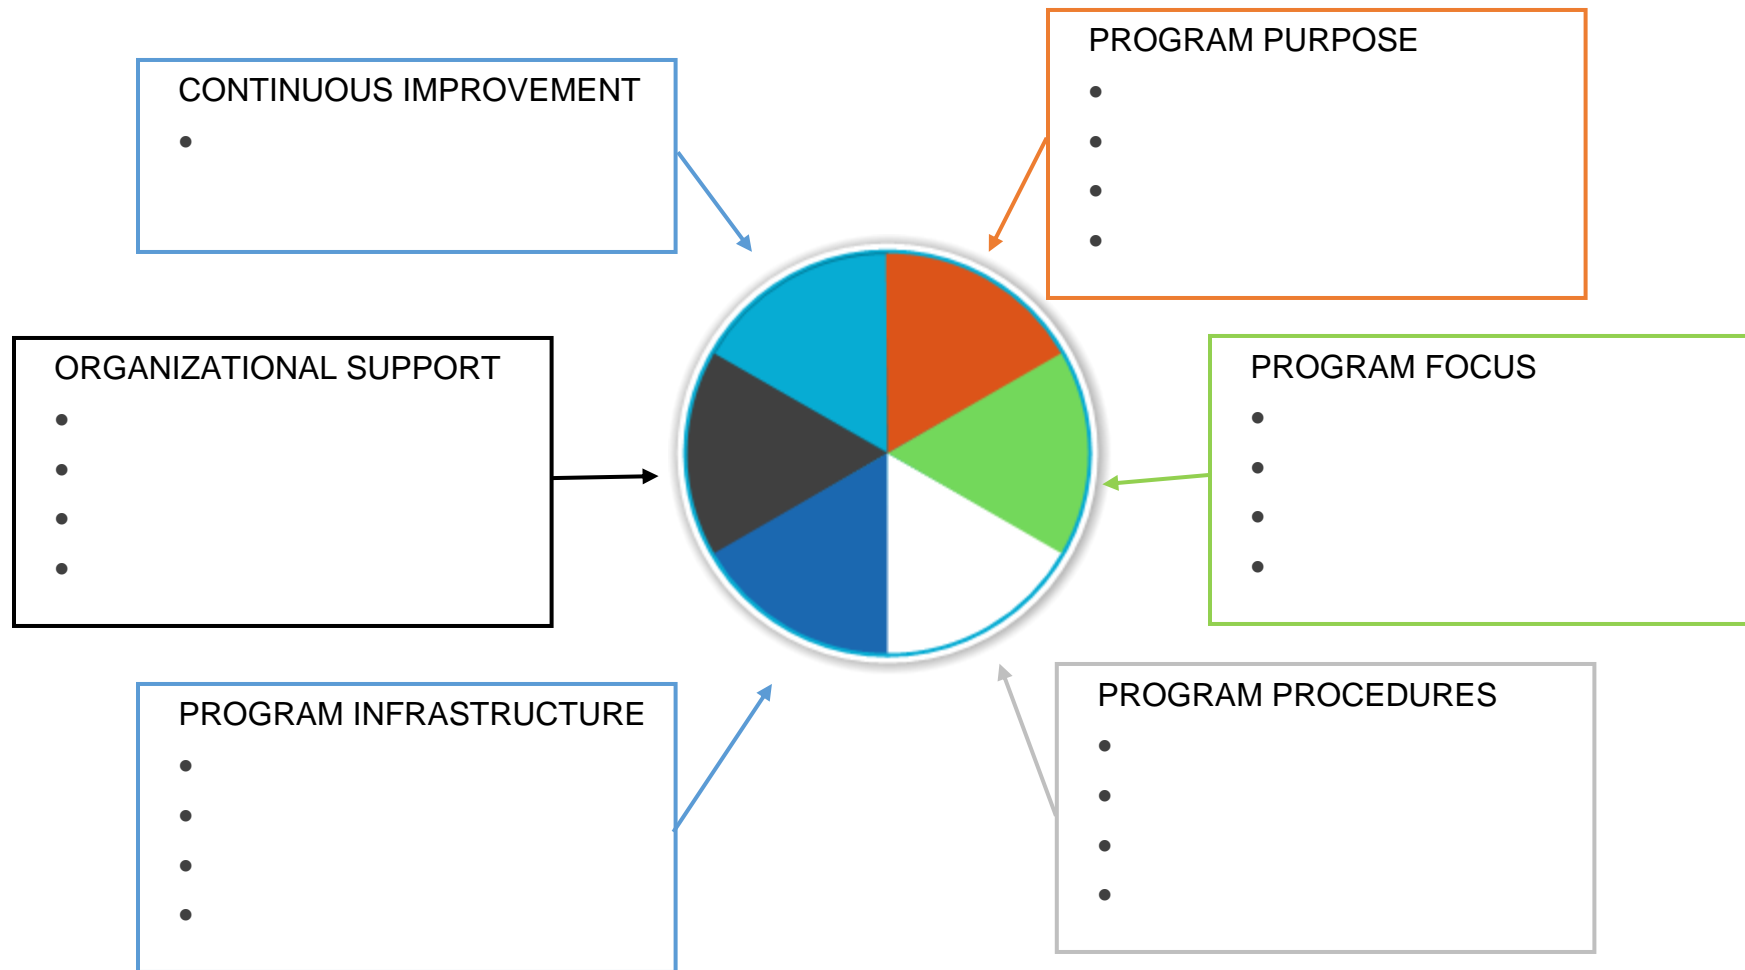 CONTINUOUS IMPROVEMENT
PROGRAM PURPOSE
ORGANIZATIONAL SUPPORT
PROGRAM FOCUS
PROGRAM INFRASTRUCTURE
PROGRAM PROCEDURES